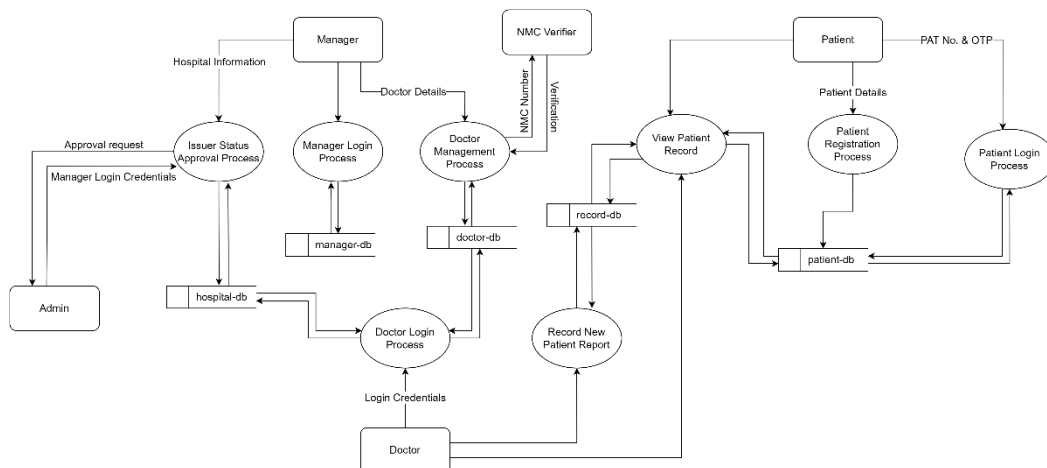 Manager
NMC Verifier
Patient
PAT No. & OTP
Hospital Information
Doctor Details
NMC Number
Verification
Patient Details
Approval request
Manager Login Credentials
Issuer Status
Approval Process
Manager Login
Process
Doctor
Management
Process
View Patient
Record
Patient
Registration
Process
Patient Login
Process
manager-db
doctor-db
record-db
patient-db
hospital-db
Admin
Doctor Login
Process
Record New
Patient Report
Login Credentials
Doctor